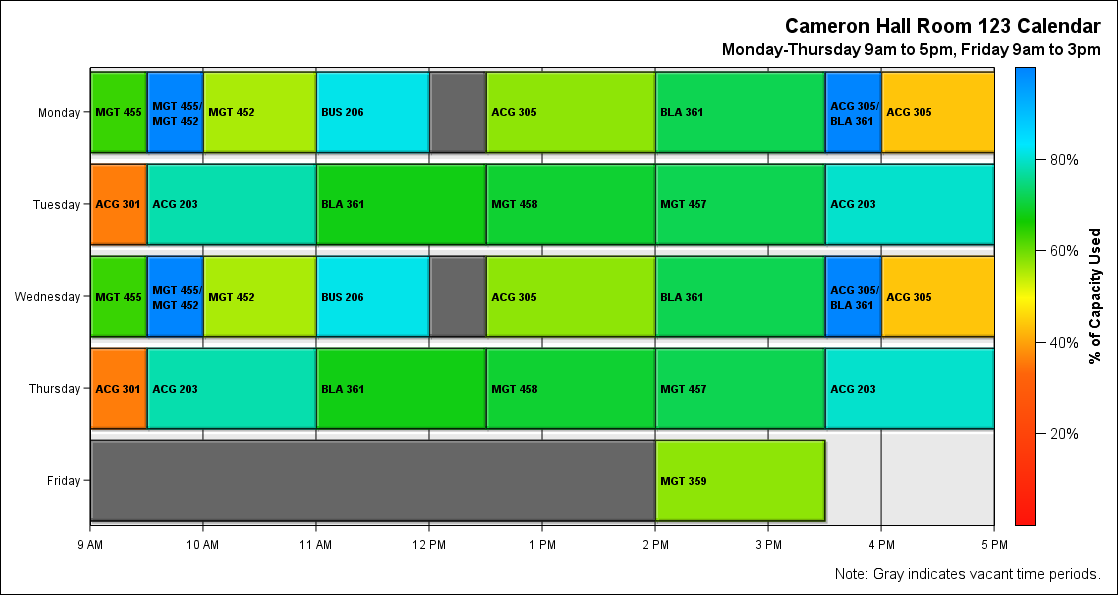 Cameron Hall Room 123 Calendar
Monday-Thursday 9am to 5pm, Friday 9am to 3pm
Monday
MGT 455
MGT 455/
MGT 452
MGT 452
BUS 206
ACG 305
BLA 361
ACG 305/
BLA 361
ACG 305
Tuesday
ACG 301
ACG 203
BLA 361
MGT 458
MGT 457
ACG 203
Wednesday
MGT 455
MGT 455/
MGT 452
MGT 452
BUS 206
ACG 305
BLA 361
ACG 305/
BLA 361
ACG 305
Thursday
ACG 301
ACG 203
BLA 361
MGT 458
MGT 457
ACG 203
Friday
MGT 359
9 AM
10 AM
11 AM
12 PM
1 PM
2 PM
3 PM
4 PM
5 PM
80%
60%
40%
20%
% of Capacity Used
Note: Gray indicates vacant time periods.